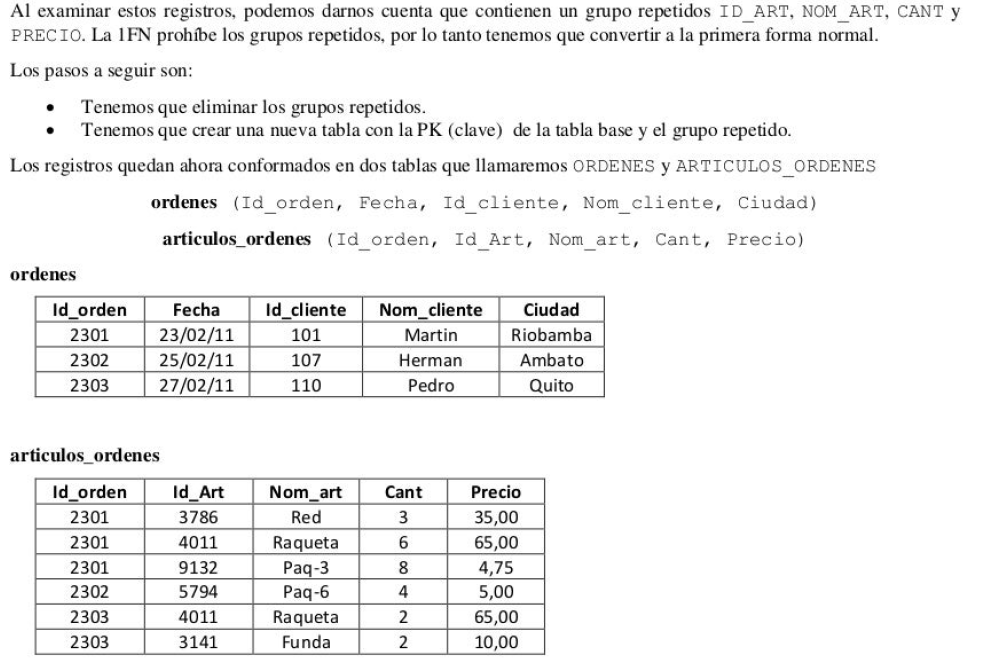 Al examinar estos registros, podemos darnos cuenta que contienen un grupo repetidos ID_ART, NOM_ART, CANT y
PRECIO. La 1FN prohíbe los grupos repetidos, por lo tanto tenemos que convertir a la primera forma normal.
Los pasos a seguir son:
• Tenemos que eliminar los grupos repetidos.
• Tenemos que crear una nueva tabla con la PK (clave) de la tabla base y el grupo repetido.
Los registros quedan ahora conformados en dos tablas que llamaremos ORDENES y ARTICULOS_ORDENES
ordenes (Id_orden, Fecha, Id_cliente, Nom_cliente, Ciudad)
articulos_ordenes (Id_orden, Id_Art, Nom_art, Cant, Precio)
ordenes
Id_orden Fecha Id_cliente Nom_cliente Ciudad
2301 23/02/11 101 Martin Riobamba
2302 25/02/11 107 Herman Ambato
2303 27/02/11 110 Pedro Quito
articulos_ordenes
Id_orden Id_Art Nom_art Cant Precio
2301 3786 Red 3 35,00
2301 4011 Raqueta 6 65,00
2301 9132 Paq-3 8 4,75
2302 5794 Paq-6 4 5,00
2303 4011 Raqueta 2 65,00
2303 3141 Funda 2 10,00